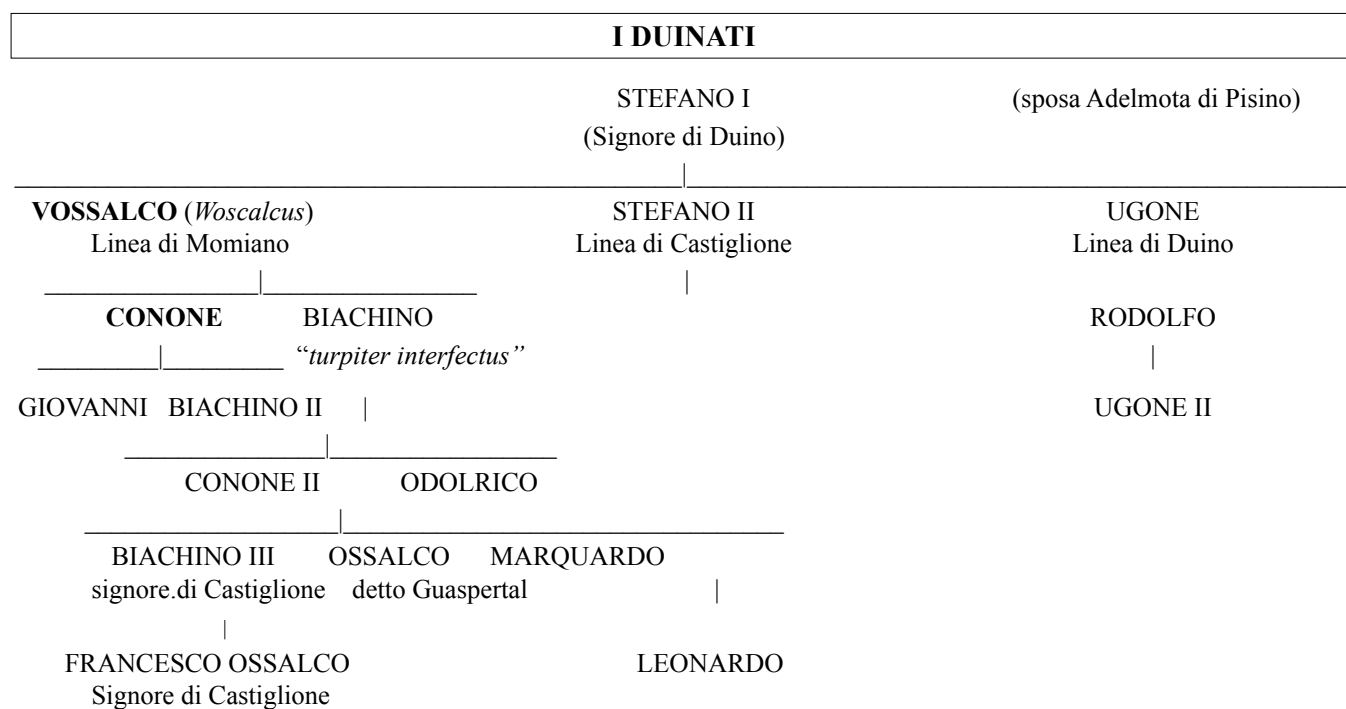 I DUINATI
STEFANO I (sposa Adelmota di Pisino)
(Signore di Duino)
VOSSALCO (Woscalcus) STEFANO II UGONE
Linea di Momiano Linea di Castiglione Linea di Duino
CONONE BIACHINO RODOLFO
“turpiter interfectus”
GIOVANNI BIACHINO II UGONE II
CONONE II ODOLRICO
BIACHINO III OSSALCO MARQUARDO
signore.di Castiglione detto Guaspertal
FRANCESCO OSSALCO LEONARDO
Signore di Castiglione